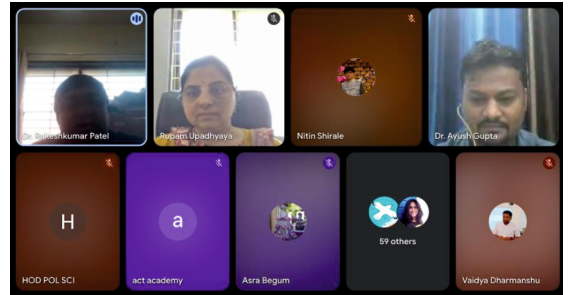 Dr. Rakeshkumar Patel
Rupam Upadhyaya
Nitin Shirale
Dr. Ayush Gupta
H
HOD POL SCI
a
act academy
Asra Begum
59 others
Vaidya Dharmanshu